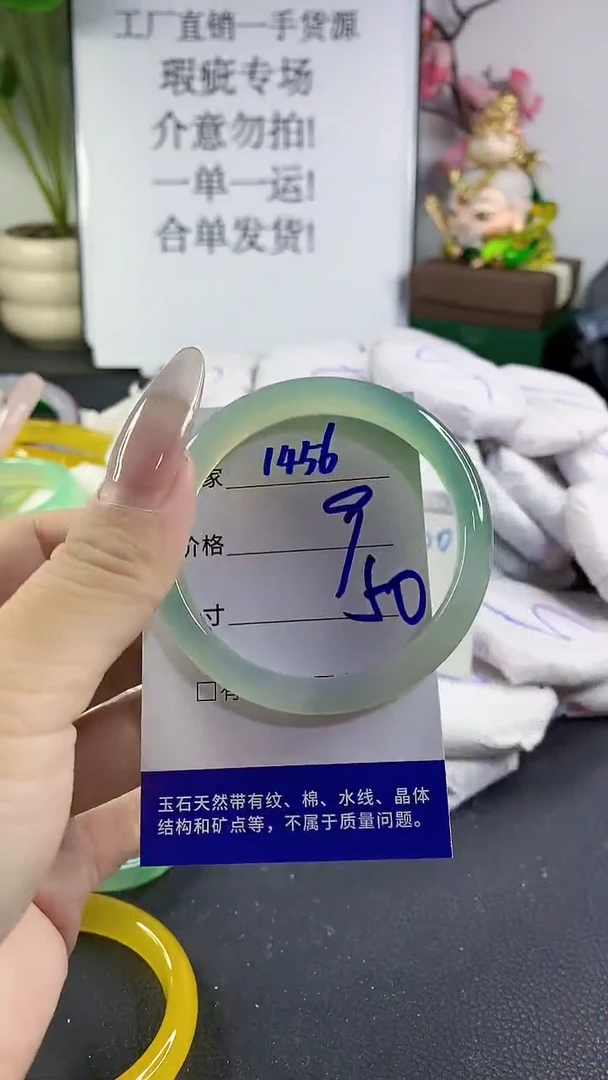 工厂直销一手货源
瑕疵专场
介意勿拍!
一单一运!
合单发货!
家 1456
价格 9
寸 50
□有
玉石天然带有纹、棉、水线、晶体
结构和矿点等，不属于质量问题。